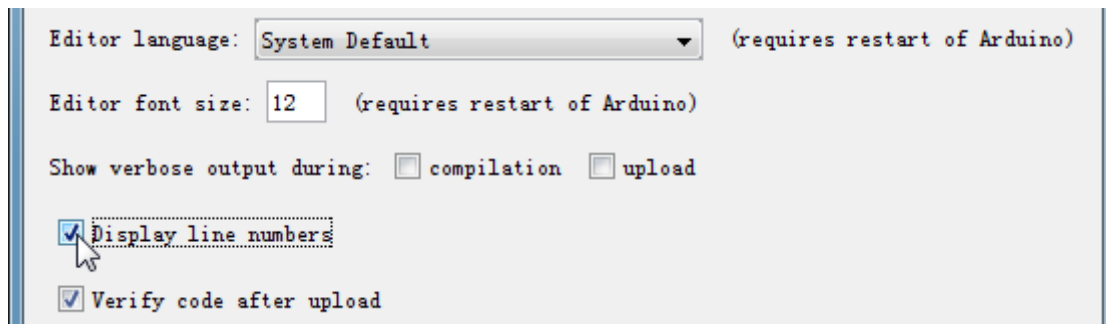 Editor language: System Default (requires restart of Arduino)
Editor font size: 12 (requires restart of Arduino)
Show verbose output during: compilation upload
Display line numbers
Verify code after upload